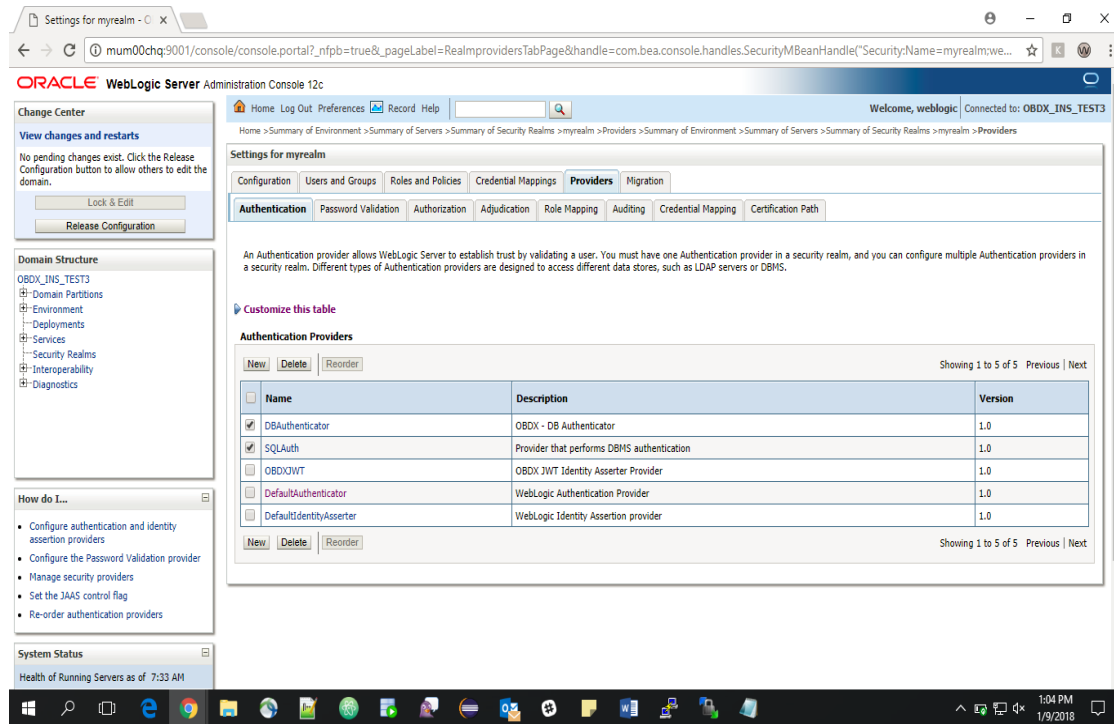 Settings for myrealm - O
mum00chq:9001/console/console.portal?_nfpb=true&_pageLabel=RealmprovidersTabPage&handle=com.bea.console.handles.SecurityMBeanHandle("Security:Name=myrealm;we...
ORACLE WebLogic Server Administration Console 12c
Change Center
View changes and restarts
No pending changes exist. Click the Release
Configuration button to allow others to edit the
domain.
Lock & Edit
Release Configuration
Domain Structure
OBDX_INS_TEST3
Domain Partitions
Environment
Deployments
Services
Security Realms
Interoperability
Diagnostics
How do I...
Configure authentication and identity
assertion providers
Configure the Password Validation provider
Manage security providers
Set the JAAS control flag
Re-order authentication providers
System Status
Health of Running Servers as of 7:33 AM
Home Log Out Preferences Record Help
Welcome, weblogic Connected to: OBDX_INS_TEST3
Home >Summary of Environment >Summary of Servers >Summary of Security Realms >myrealm >Providers >Summary of Environment >Summary of Servers >Summary of Security Realms >myrealm >Providers
Settings for myrealm
Configuration Users and Groups Roles and Policies Credential Mappings Providers Migration
Authentication Password Validation Authorization Adjudication Role Mapping Auditing Credential Mapping Certification Path
An Authentication provider allows WebLogic Server to establish trust by validating a user. You must have one Authentication provider in a security realm, and you can configure multiple Authentication providers in
a security realm. Different types of Authentication providers are designed to access different data stores, such as LDAP servers or DBMS.
Customize this table
Authentication Providers
New Delete Reorder Showing 1 to 5 of 5 Previous | Next
Name Description Version
DBAuthenticator OBDX - DB Authenticator 1.0
SQLAuth Provider that performs DBMS authentication 1.0
OBDXJWT OBDX JWT Identity Asserter Provider 1.0
DefaultAuthenticator WebLogic Authentication Provider 1.0
DefaultIdentityAsserter WebLogic Identity Assertion provider 1.0
New Delete Reorder Showing 1 to 5 of 5 Previous | Next
1:04 PM
1/9/2018